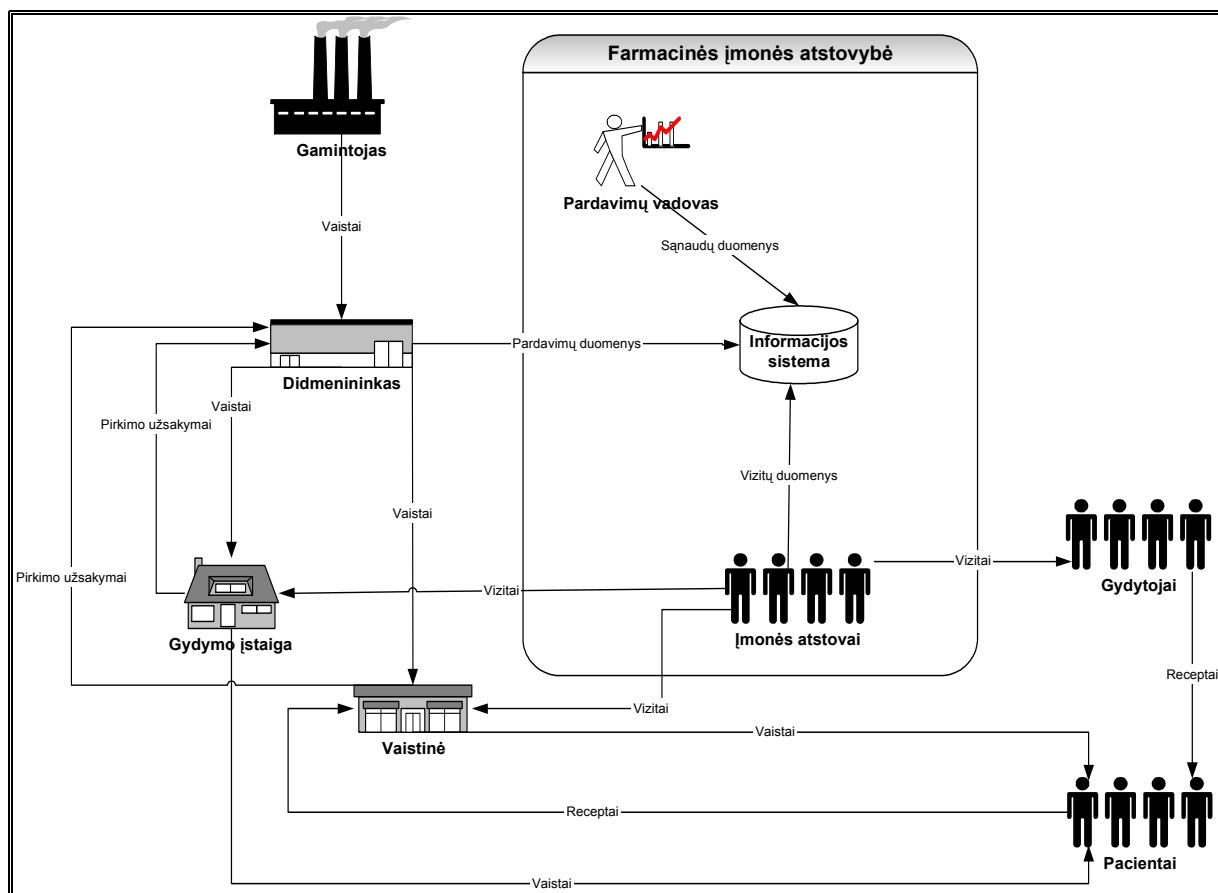 Farmacinės įmonės atstovybė
Gamintojas
Pardavimų vadovas
Vaistai
Sąnaudų duomenys
Pardavimų duomenys
Informacijos
sistema
Didmenininkas
Vaistai
Pirkimo užsakymai
Vizitų duomenys
Vaistai
Vizitai
Pirkimo užsakymai
Vizitai
Gydytojai
Gydymo įstaiga
Įmonės atstovai
Receptai
Vizitai
Vaistai
Vaistinė
Receptai
Pacientai
Vaistai